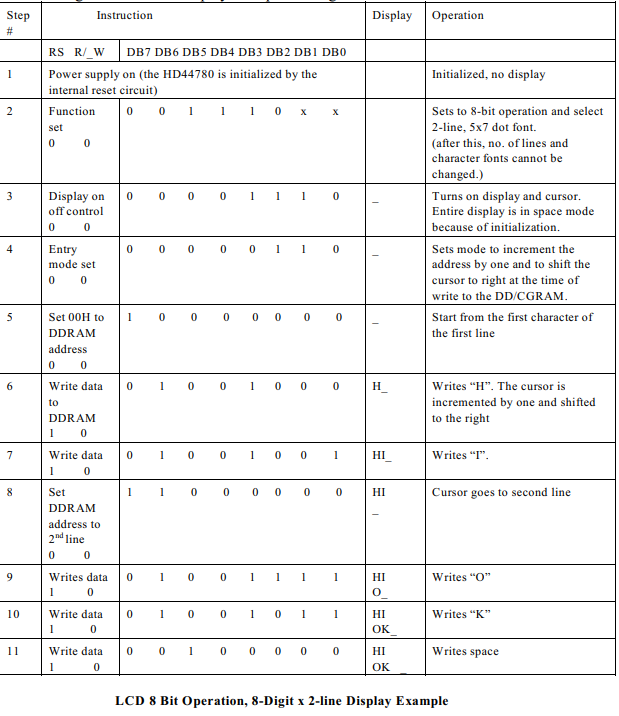 Step Instruction Display Operation
#
RS R/_W DB7 DB6 DB5 DB4 DB3 DB2 DB1 DB0
1 Power supply on (the HD44780 is initialized by the Initialized, no display
internal reset circuit)
2 Function 0 0 1 1 1 0 x x Sets to 8-bit operation and select
set 2-line, 5x7 dot font.
0 0 (after this, no. of lines and
character fonts cannot be
changed.)
3 Display on 0 0 0 0 1 1 1 0 _ Turns on display and cursor.
off control Entire display is in space mode
0 0 because of initialization.
4 Entry 0 0 0 0 0 1 1 0 _ Sets mode to increment the
mode set address by one and to shift the
0 0 cursor to right at the time of
write to the DD/CGRAM.
5 Set 00H to 1 0 0 0 0 0 0 0 _ Start from the first character of
DDRAM the first line
address
0 0
6 Write data 0 1 0 0 1 0 0 0 H_ Writes “H”. The cursor is
to incremented by one and shifted
DDRAM to the right
1 0
7 Write data 0 1 0 0 1 0 0 1 HI_ Writes “I”.
1 0
8 Set 1 1 0 0 0 0 0 0 HI Cursor goes to second line
DDRAM _
address to
2nd line
0 0
9 Writes data 0 1 0 0 1 1 1 1 HI Writes “O”
1 0 O_
10 Write data 0 1 0 0 1 0 1 1 HI Writes “K”
1 0 OK_
11 Write data 0 0 1 0 0 0 0 0 HI Writes space
1 0 OK _
LCD 8 Bit Operation, 8-Digit x 2-line Display Example